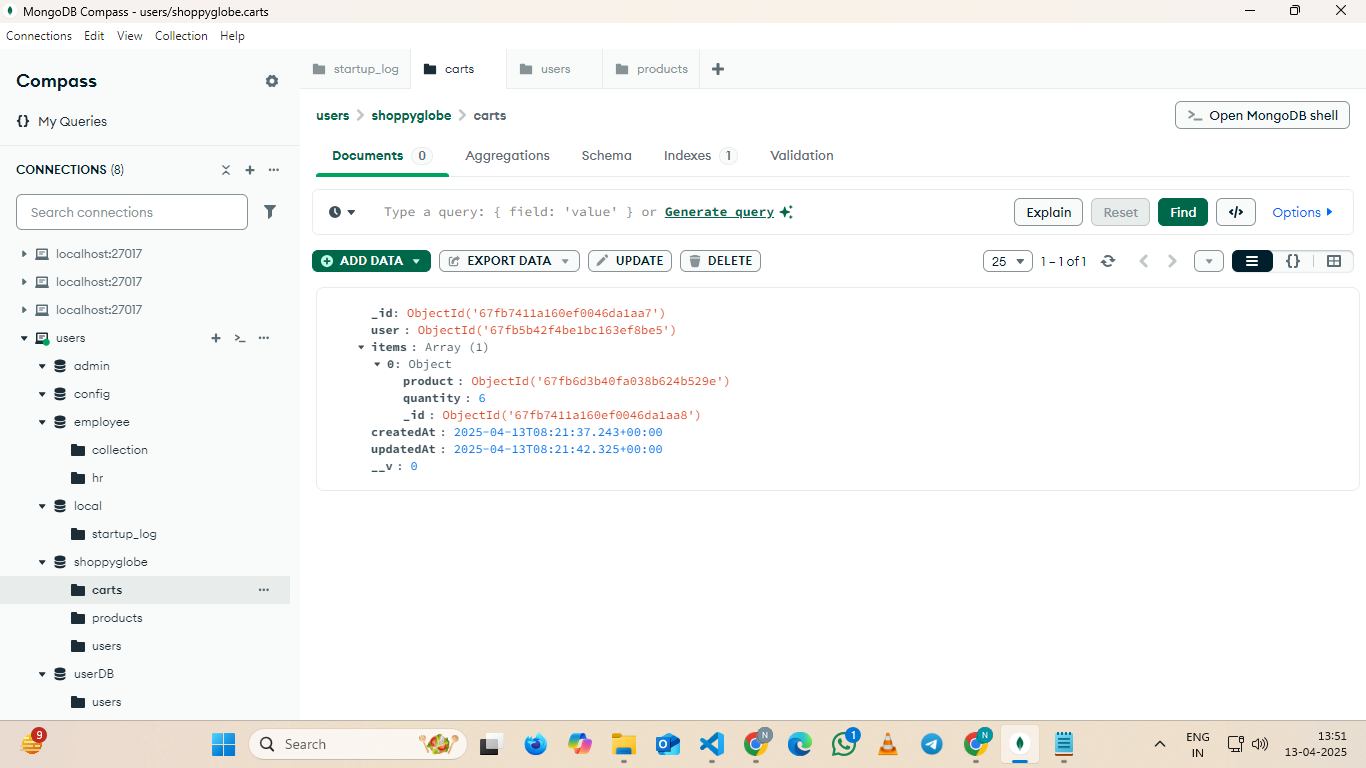 MongoDB Compass - users/shoppyglobe.carts
Connections Edit View Collection Help
Compass
{} My Queries
CONNECTIONS (8)
Search connections
localhost:27017
localhost:27017
localhost:27017
users
admin
config
employee
collection
hr
local
startup_log
shoppyglobe
carts
products
users
userDB
users
startup_log carts users products
users > shoppyglobe > carts
>_ Open MongoDB shell
Documents 0 Aggregations Schema Indexes 1 Validation
Type a query: { field: 'value' } or Generate query
Explain Reset Find </> Options
ADD DATA EXPORT DATA UPDATE DELETE
25 1 – 1 of 1 {}
_id: ObjectId('67fb7411a160ef0046da1aa7')
user : ObjectId('67fb5b42f4be1bc163ef8be5')
items : Array (1)
0: Object
product : ObjectId('67fb6d3b40fa038b624b529e')
quantity : 6
_id : ObjectId('67fb7411a160ef0046da1aa8')
createdAt : 2025-04-13T08:21:37.243+00:00
updatedAt : 2025-04-13T08:21:42.325+00:00
__v : 0
9
Search
N
1
N
ENG
IN
13:51
13-04-2025